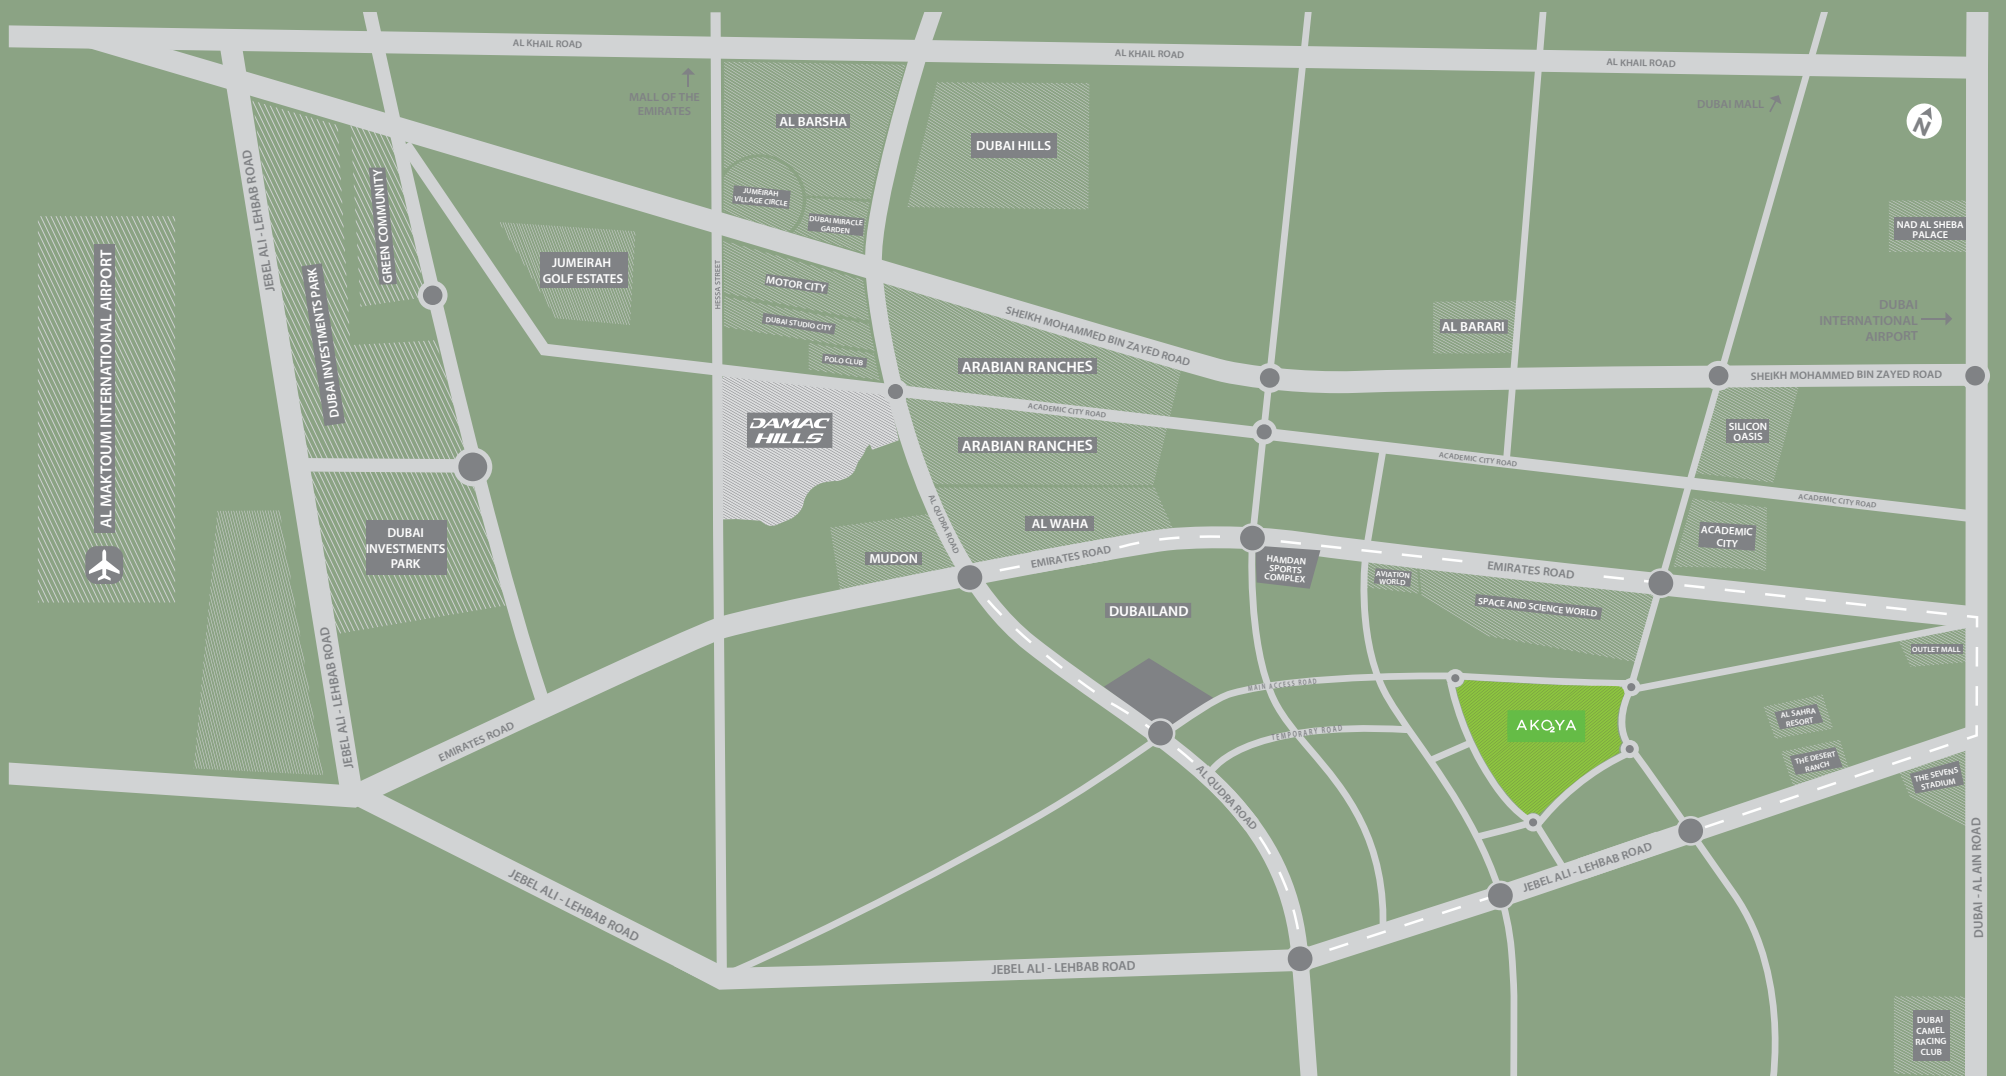 AL KHAIL ROAD
AL KHAIL ROAD
AL KHAIL ROAD
MALL OF THE
EMIRATES
DUBAI MALL
N
AL BARSHA
DUBAI HILLS
JEBEL ALI - LEHBAB ROAD
GREEN COMMUNITY
JUMEIRAH
VILLAGE CIRCLE
DUBAI MIRACLE
GARDEN
NAD AL SHEBA
PALACE
JUMEIRAH
GOLF ESTATES
HESSA STREET
MOTOR CITY
DUBAI STUDIO CITY
POLO CLUB
SHEIKH MOHAMMED BIN ZAYED ROAD
AL BARARI
DUBAI
INTERNATIONAL
AIRPORT
AL MAKTOUM INTERNATIONAL AIRPORT
DUBAI INVESTMENTS PARK
ARABIAN RANCHES
SHEIKH MOHAMMED BIN ZAYED ROAD
ACADEMIC CITY ROAD
DAMAC
HILLS
ARABIAN RANCHES
SILICON
OASIS
ACADEMIC CITY ROAD
ACADEMIC CITY ROAD
AL QUDRA ROAD
AL WAHA
DUBAI
INVESTMENTS
PARK
MUDON
EMIRATES ROAD
HAMDAN
SPORTS
COMPLEX
AVIATION
WORLD
EMIRATES ROAD
ACADEMIC
CITY
SPACE AND SCIENCE WORLD
DUBAILAND
OUTLET MALL
JEBEL ALI - LEHBAB ROAD
MAIN ACCESS ROAD
TEMPORARY ROAD
AKOYA
2
AL SAHRA
RESORT
EMIRATES ROAD
THE DESERT
RANCH
THE SEVENS
STADIUM
AL QUDRA ROAD
JEBEL ALI - LEHBAB ROAD
JEBEL ALI - LEHBAB ROAD
DUBAI - AL AIN ROAD
JEBEL ALI - LEHBAB ROAD
DUBAI
CAMEL
RACING
CLUB